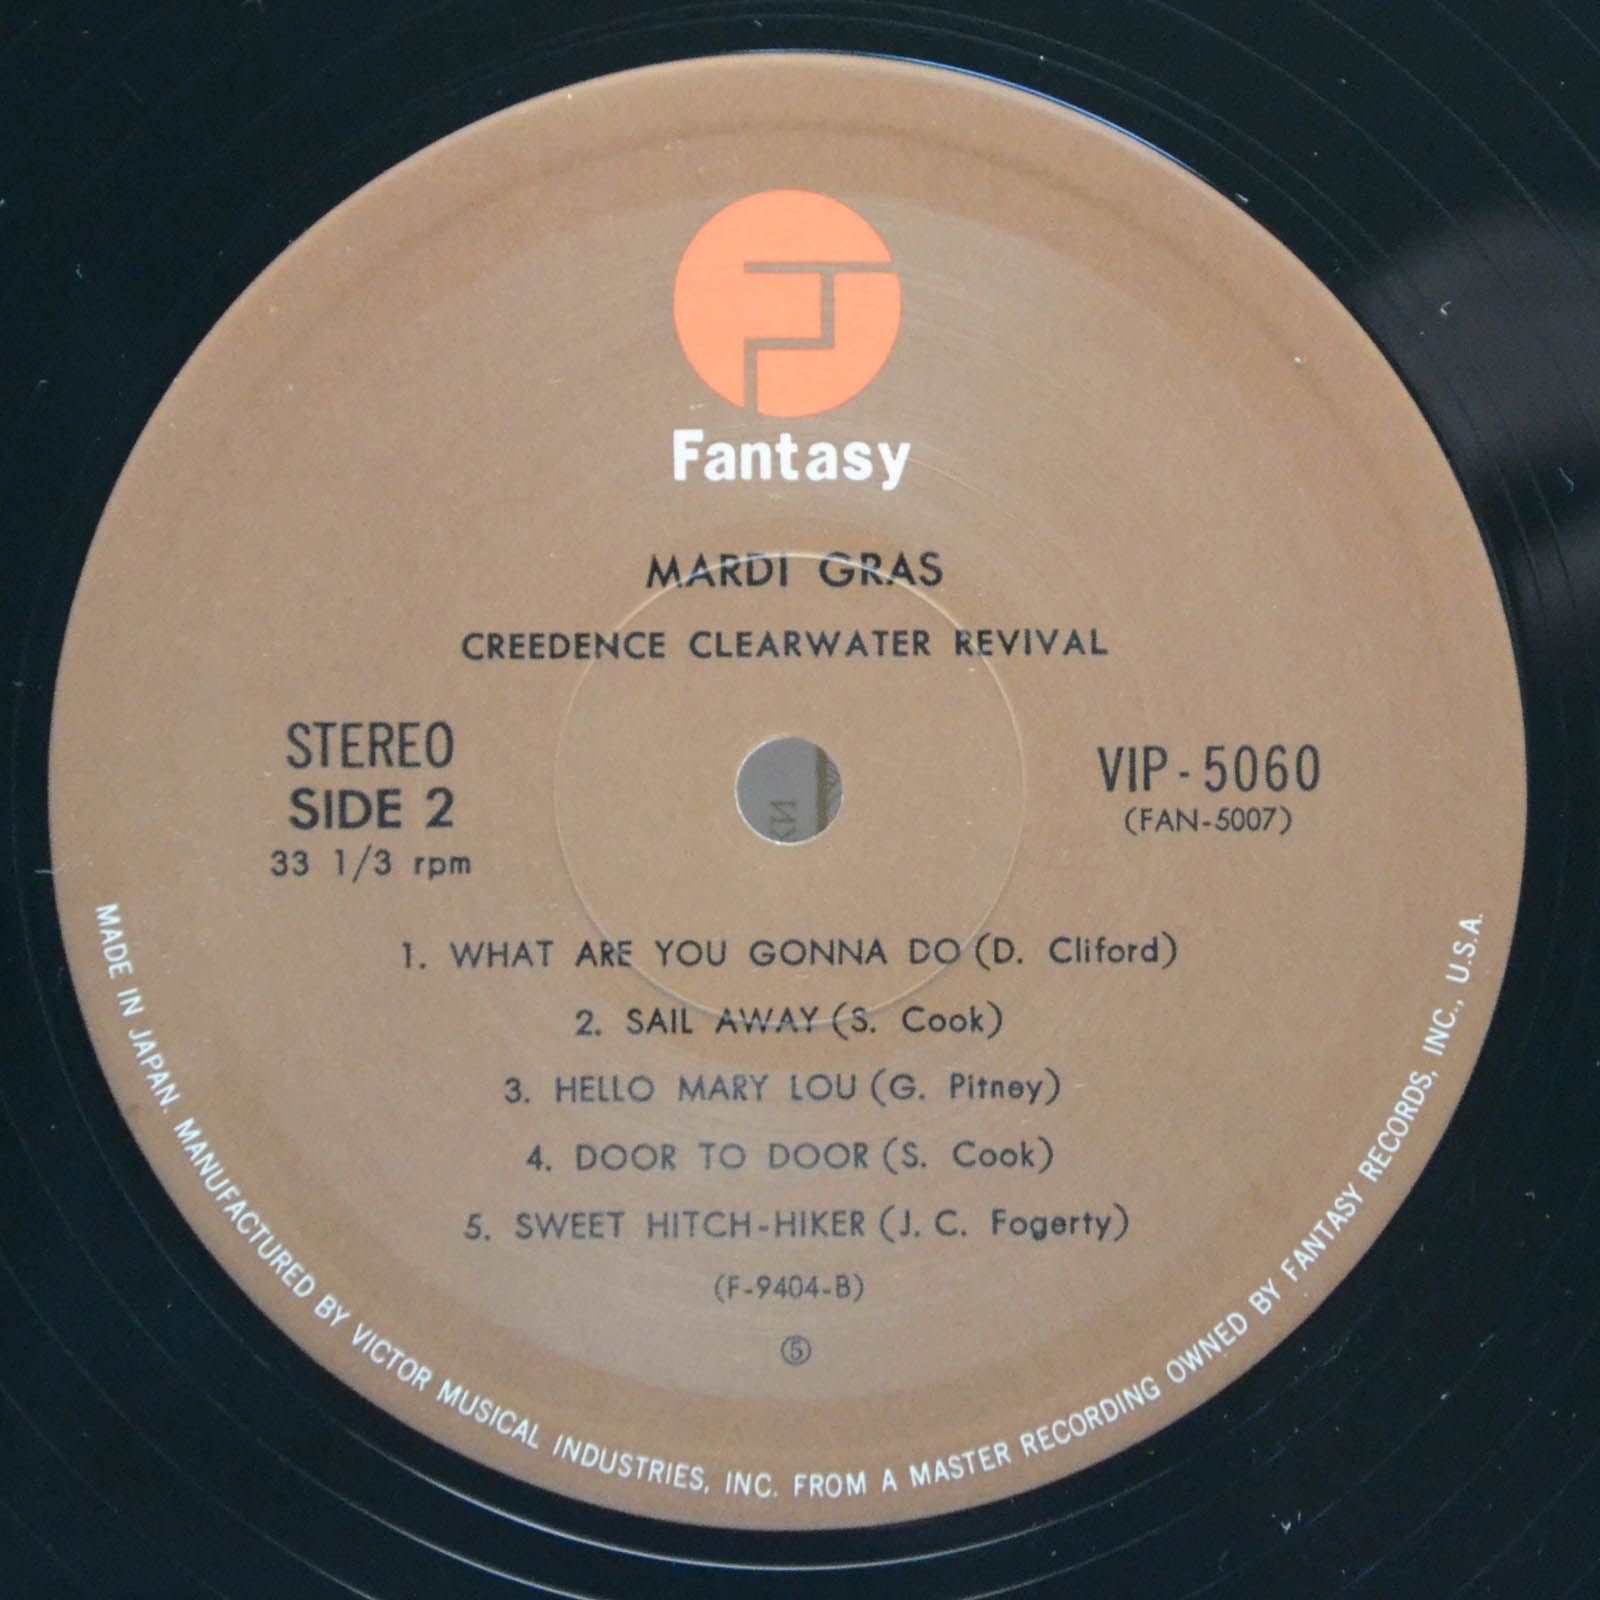 Fantasy
MARDI GRAS
CREEDENCE CLEARWATER REVIVAL
STEREO
SIDE 2
33 1/3 rpm
VIP-5060
(FAN-5007)
1. WHAT ARE YOU GONNA DO (D. Cliford)
2. SAIL AWAY (S. Cook)
3. HELLO MARY LOU (G. Pitney)
4. DOOR TO DOOR (S. Cook)
5. SWEET HITCH-HIKER (J. C. Fogerty)
(F-9404-B)
⑤
MADE IN JAPAN. MANUFACTURED BY VICTOR MUSICAL INDUSTRIES, INC. FROM A MASTER RECORDING OWNED BY FANTASY RECORDS, INC., U.S.A.